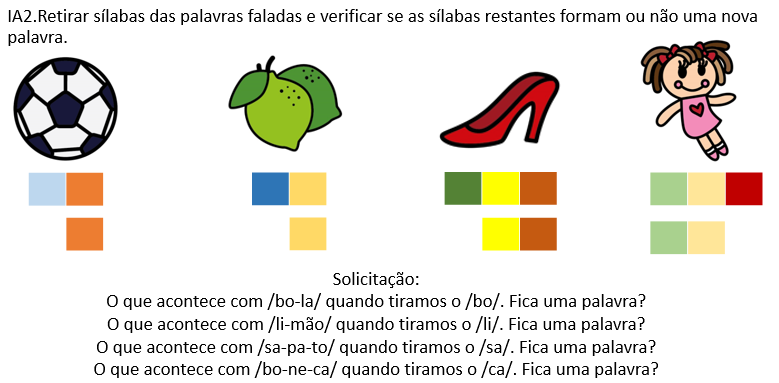 IA2.Retirar sílabas das palavras faladas e verificar se as sílabas restantes formam ou não uma nova
palavra.
Solicitação:
O que acontece com /bo-la/ quando tiramos o /bo/. Fica uma palavra?
O que acontece com /li-mão/ quando tiramos o /li/. Fica uma palavra?
O que acontece com /sa-pa-to/ quando tiramos o /sa/. Fica uma palavra?
O que acontece com /bo-ne-ca/ quando tiramos o /ca/. Fica uma palavra?